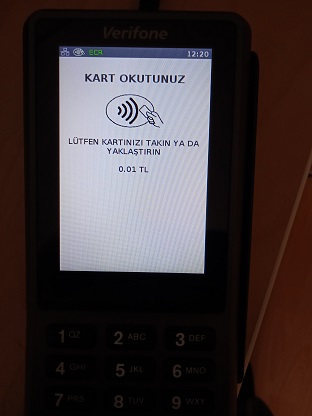 Verifone
ECR 12:20
KART OKUTUNUZ
LÜTFEN KARTINIZI TAKIN YA DA
YAKLAŞTIRIN
0.01 TL
1 QZ 2 ABC 3 DEF
4 GHI 5 JKL 6 MNO
7 PRS 8 TUV 9 WXY